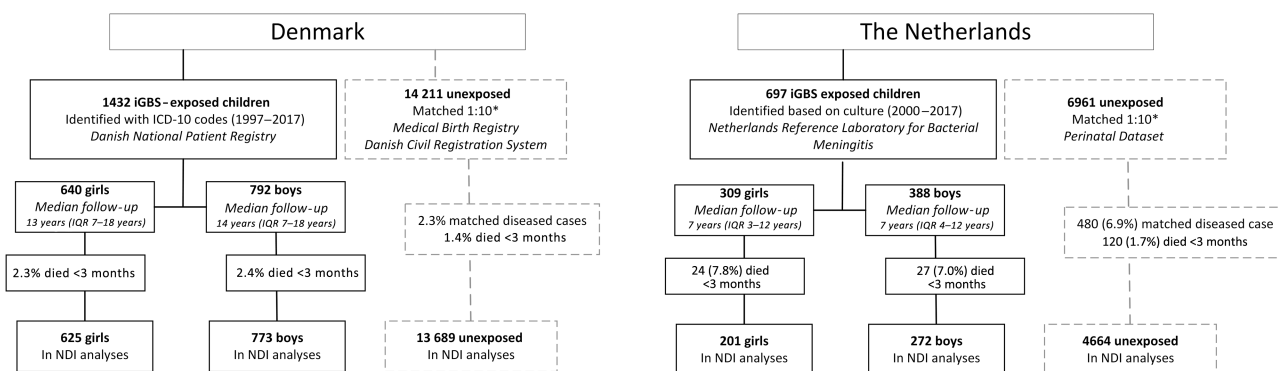 Denmark
1432 iGBS-exposed children
Identified with ICD-10 codes (1997–2017)
Danish National Patient Registry
14 211 unexposed
Matched 1:10*
Medical Birth Registry
Danish Civil Registration System
640 girls
Median follow-up
13 years (IQR 7–18 years)
792 boys
Median follow-up
14 years (IQR 7–18 years)
2.3% matched diseased cases
1.4% died <3 months
2.3% died <3 months
2.4% died <3 months
625 girls
In NDI analyses
773 boys
In NDI analyses
13 689 unexposed
In NDI analyses
The Netherlands
697 iGBS exposed children
Identified based on culture (2000–2017)
Netherlands Reference Laboratory for Bacterial
Meningitis
6961 unexposed
Matched 1:10*
Perinatal Dataset
309 girls
Median follow-up
7 years (IQR 3–12 years)
388 boys
Median follow-up
7 years (IQR 4–12 years)
480 (6.9%) matched diseased case
120 (1.7%) died <3 months
24 (7.8%) died
<3 months
27 (7.0%) died
<3 months
201 girls
In NDI analyses
272 boys
In NDI analyses
4664 unexposed
In NDI analyses